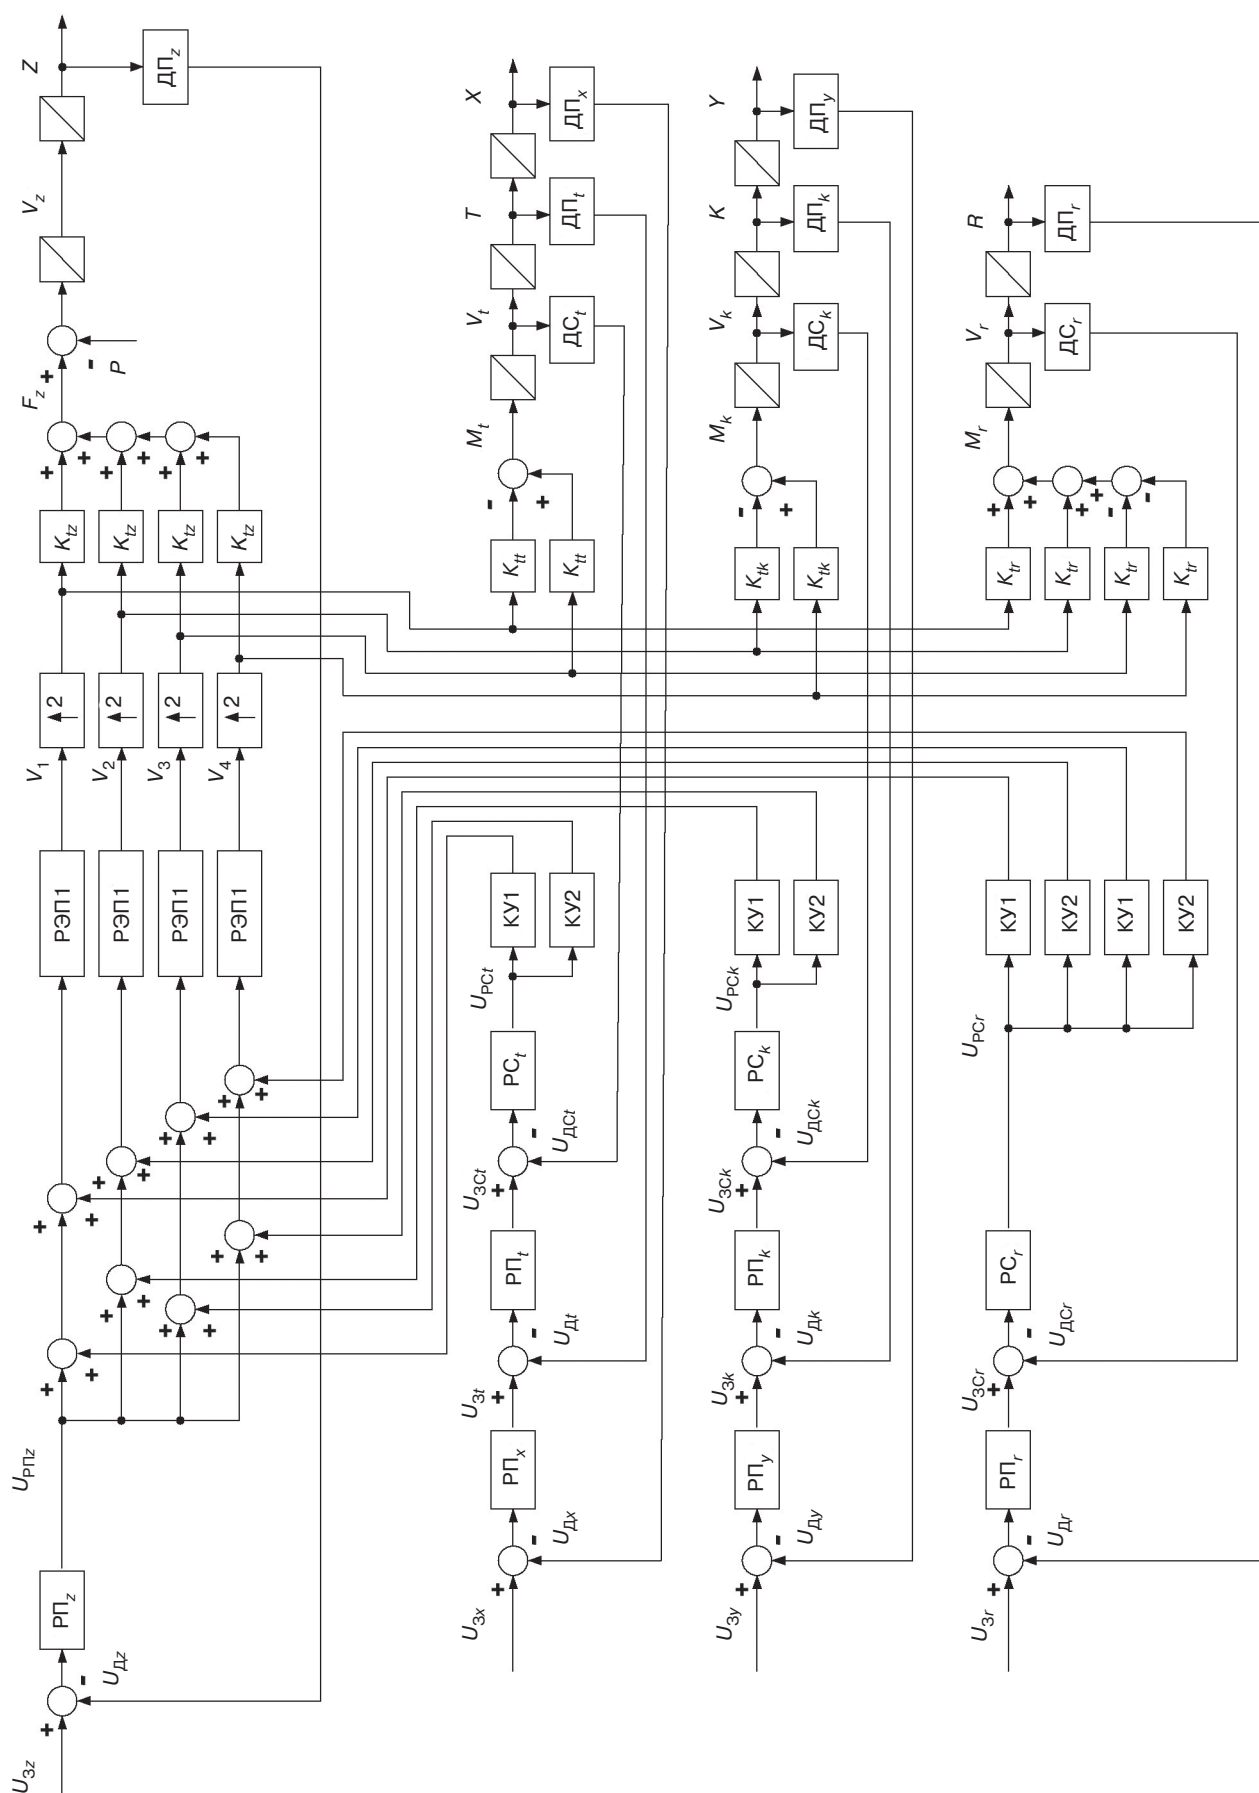 U_Зz
РП_z
U_Дz
U_РПz
РЭП1
РЭП1
РЭП1
РЭП1
V_1
V_2
V_3
V_4
2
2
2
2
K_tz
K_tz
K_tz
K_tz
F_z
P
V_z
Z
ДП_z
U_Зx
U_Дx
РП_x
U_Зt
U_Дt
РП_t
U_ЗСt
U_ДСt
РС_t
U_РСt
КУ1
КУ2
K_tt
K_tt
M_t
V_t
ДС_t
T
ДП_t
X
ДП_x
U_Зy
U_Дy
РП_y
U_Зk
U_Дk
РП_k
U_ЗСk
U_ДСk
РС_k
U_РСk
КУ1
КУ2
K_tk
K_tk
M_k
V_k
ДС_k
K
ДП_k
Y
ДП_y
U_Зr
U_Дr
РП_r
U_ЗСr
U_ДСr
РС_r
U_РСr
КУ1
КУ2
КУ1
КУ2
K_tr
K_tr
K_tr
K_tr
M_r
V_r
ДС_r
R
ДП_r